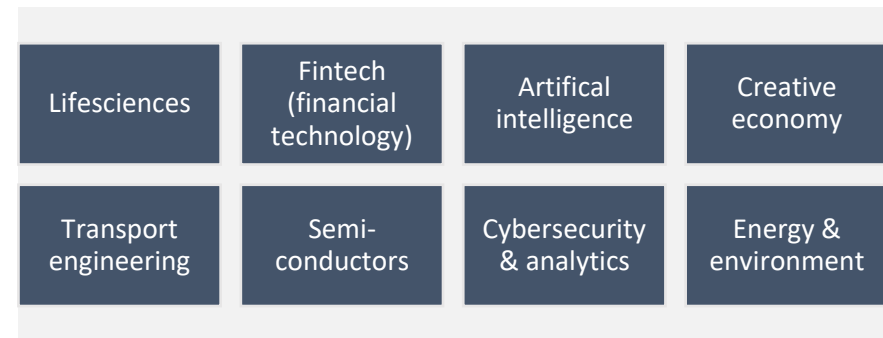 Lifesciences
Fintech
(financial
technology)
Artifical
intelligence
Creative
economy
Transport
engineering
Semi-
conductors
Cybersecurity
& analytics
Energy &
environment